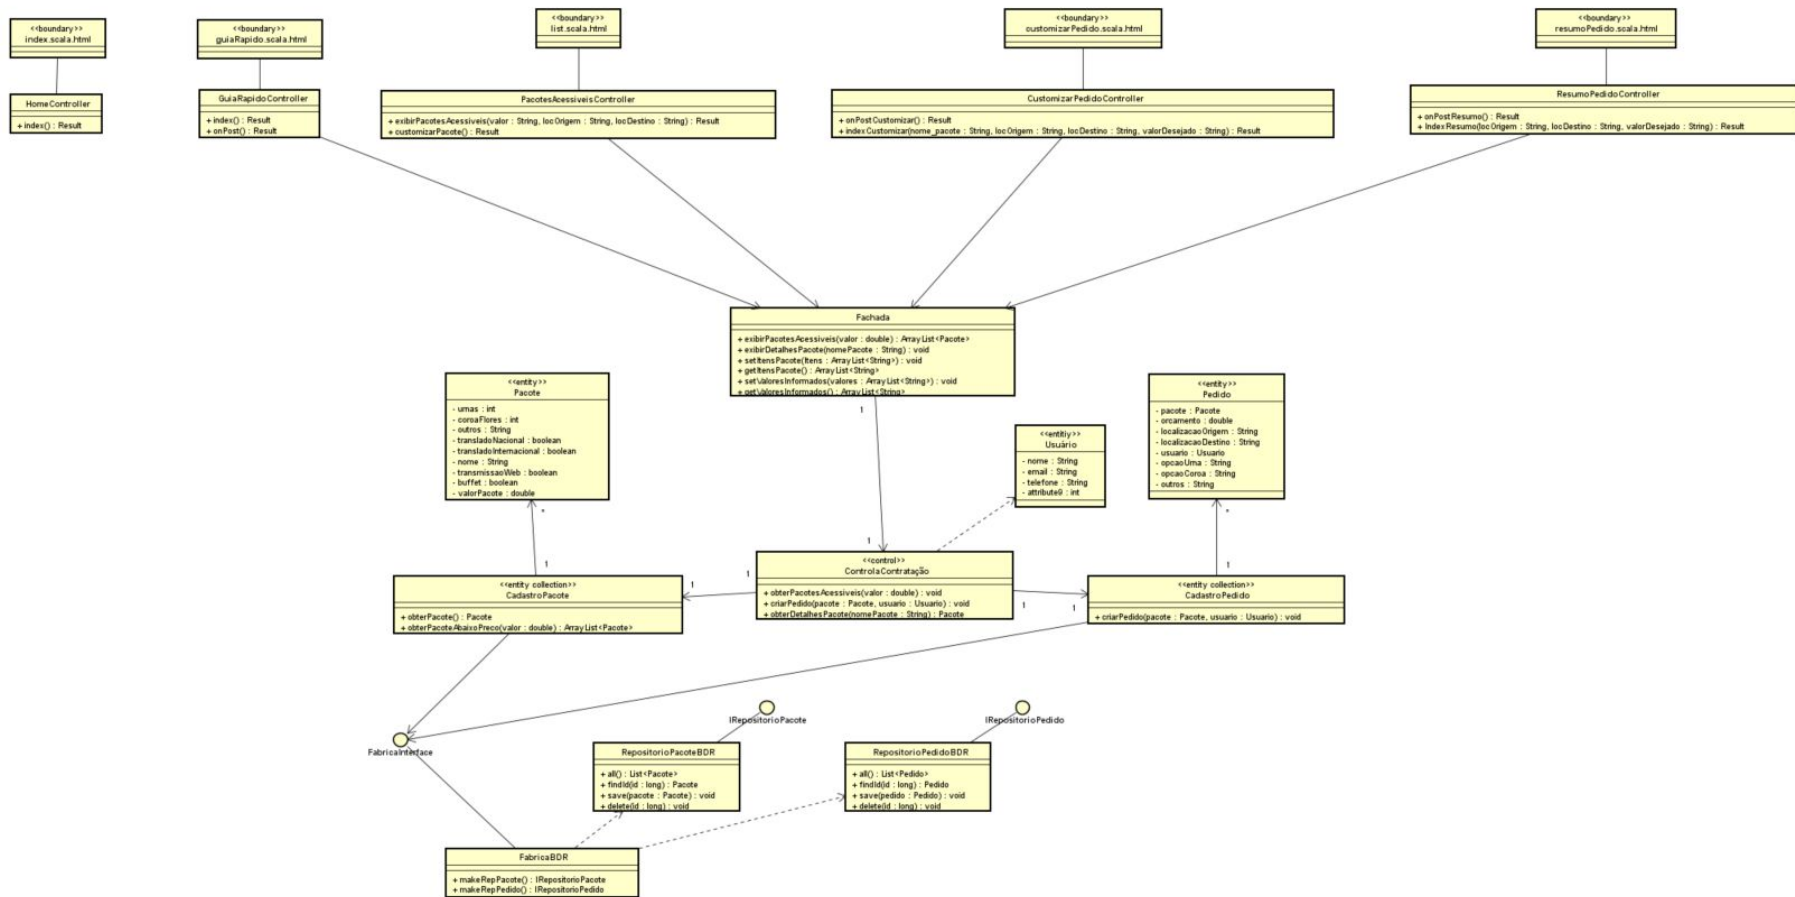 <<boundary>>
index.scala.html
<<boundary>>
guiaRapido.scala.html
<<boundary>>
list.scala.html
<<boundary>>
customizarPedido.scala.html
<<boundary>>
resumoPedido.scala.html
HomeController
+ index() : Result
GuiaRapidoController
+ index() : Result
+ onPost() : Result
PacotesAcessiveisController
+ exibirPacotesAcessiveis(valor : String, locOrigem : String, locDestino : String) : Result
+ customizarPacote() : Result
CustomizarPedidoController
+ onPostCustomizar() : Result
+ indexCustomizar(nome_pacote : String, locOrigem : String, locDestino : String, valorDesejado : String) : Result
ResumoPedidoController
+ onPostResumo() : Result
+ IndexResumo(locOrigem : String, locDestino : String, valorDesejado : String) : Result
Fachada
+ exibirPacotesAcessiveis(valor : double) : ArrayList<Pacote>
+ exibirDetalhesPacote(nomePacote : String) : void
+ setItensPacote(Itens : ArrayList<String>) : void
+ getItensPacote() : ArrayList<String>
+ setValoresInformados(valores : ArrayList<String>) : void
+ getValoresInformados() : ArrayList<String>
1
<<entity>>
Pacote
- urnas : int
- coroaFlores : int
- outros : String
- transladoNacional : boolean
- transladoInternacional : boolean
- nome : String
- transmissaoWeb : boolean
- buffet : boolean
- valorPacote : double
*
1
<<entitiy>>
Usuário
- nome : String
- email : String
- telefone : String
- attribute9 : int
<<entity>>
Pedido
- pacote : Pacote
- orcamento : double
- localizacaoOrigem : String
- localizacaoDestino : String
- usuario : Usuario
- opcaoUrna : String
- opcaoCoroa : String
- outros : String
*
1
1
<<entity collection>>
CadastroPacote
+ obterPacote() : Pacote
+ obterPacoteAbaixoPreco(valor : double) : ArrayList<Pacote>
1
1
<<control>>
ControlaContratação
+ obterPacotesAcessiveis(valor : double) : void
+ criarPedido(pacote : Pacote, usuario : Usuario) : void
+ obterDetalhesPacote(nomePacote : String) : Pacote
1
1
<<entity collection>>
CadastroPedido
+ criarPedido(pacote : Pacote, usuario : Usuario) : void
IRepositorioPacote
IRepositorioPedido
FabricaInterface
RepositorioPacoteBDR
+ all() : List<Pacote>
+ findId(id : long) : Pacote
+ save(pacote : Pacote) : void
+ delete(id : long) : void
RepositorioPedidoBDR
+ all() : List<Pedido>
+ findId(id : long) : Pedido
+ save(pedido : Pedido) : void
+ delete(id : long) : void
FabricaBDR
+ makeRepPacote() : IRepositorioPacote
+ makeRepPedido() : IRepositorioPedido